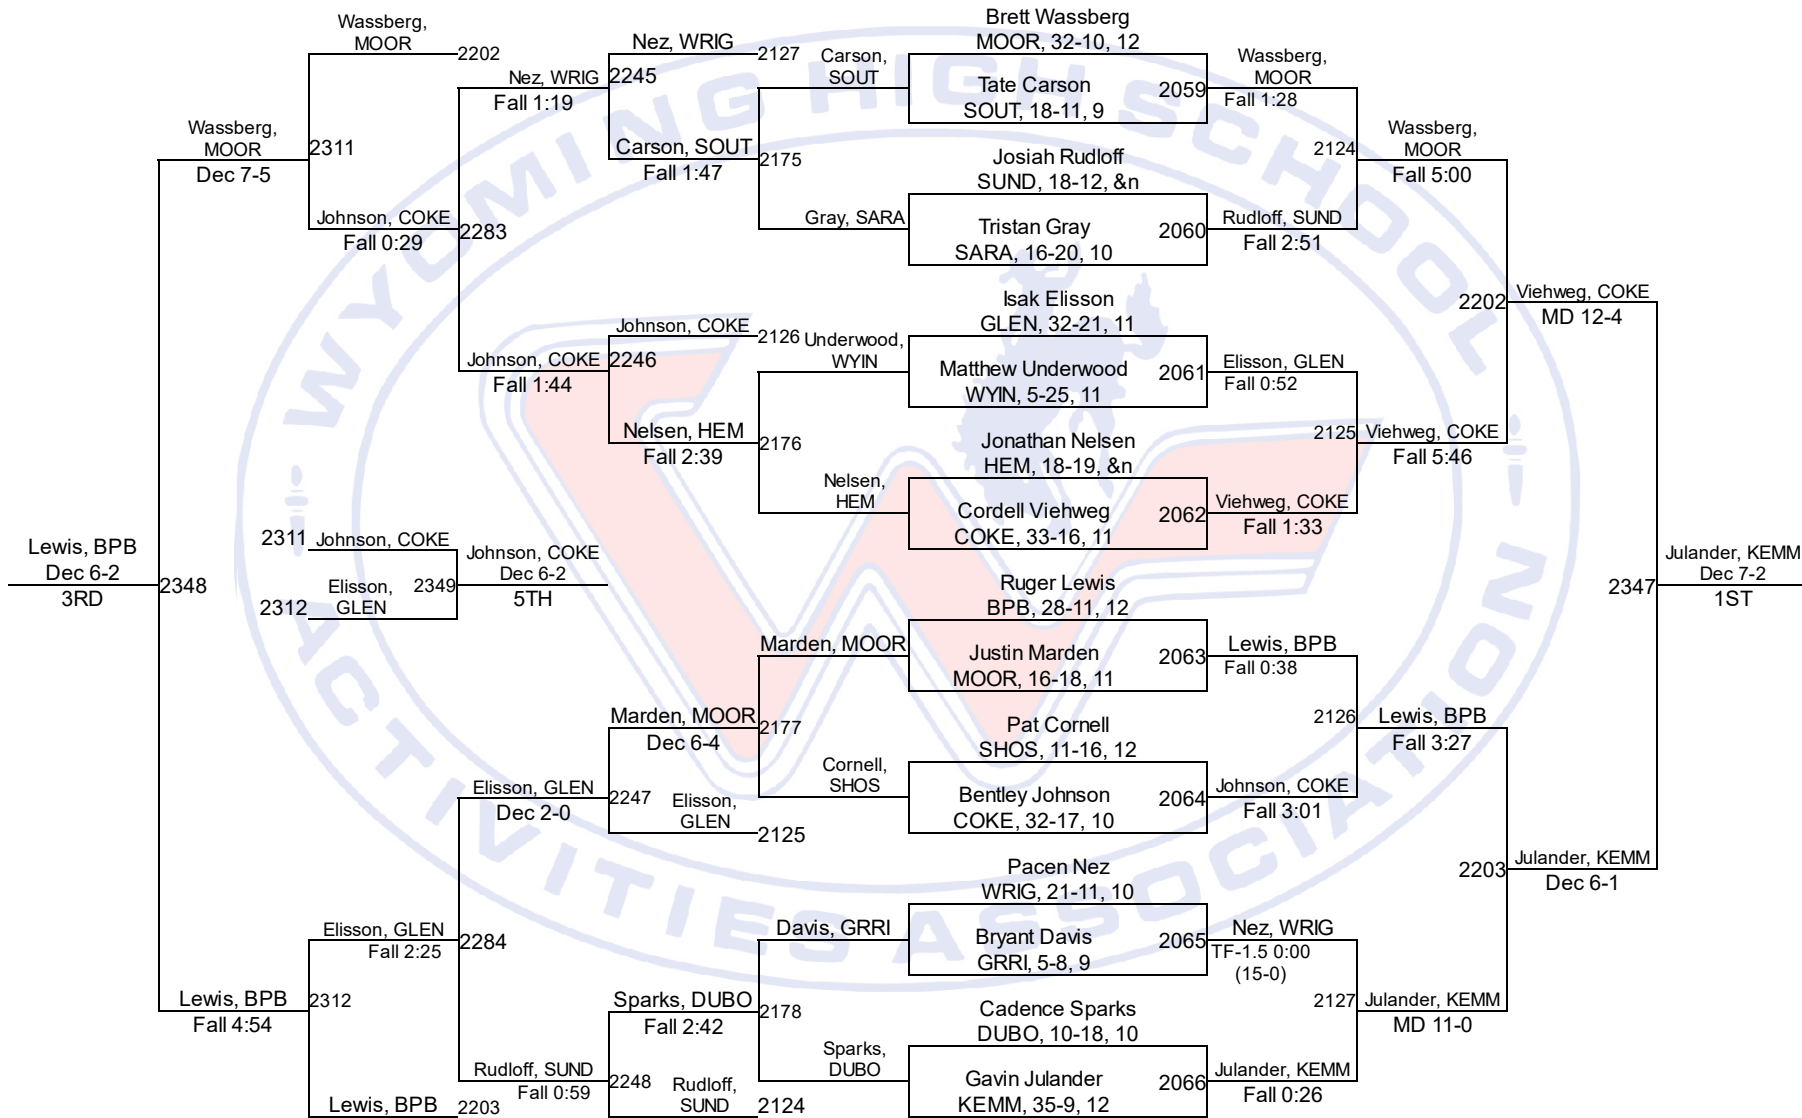 Wassberg,
MOOR
2202
Nez, WRIG
2245
Fall 1:19
Nez, WRIG
2127
Carson, SOUT
Fall 1:47
2175
Wassberg,
MOOR
Dec 7-5
2311
Johnson, COKE
Fall 0:29
2283
Johnson, COKE
Fall 1:44
2246
Johnson, COKE
2126
Nelsen, HEM
Fall 2:39
2176
Carson,
SOUT
Gray, SARA
Underwood,
WYIN
Nelsen,
HEM
Brett Wassberg
MOOR, 32-10, 12
Tate Carson
SOUT, 18-11, 9
2059
Wassberg,
MOOR
Fall 1:28
Josiah Rudloff
SUND, 18-12, &n
Tristan Gray
SARA, 16-20, 10
2060
Rudloff, SUND
Fall 2:51
2124
Wassberg,
MOOR
Fall 5:00
Isak Elisson
GLEN, 32-21, 11
Matthew Underwood
WYIN, 5-25, 11
2061
Elisson, GLEN
Fall 0:52
Jonathan Nelsen
HEM, 18-19, &n
Cordell Viehweg
COKE, 33-16, 11
2062
Viehweg, COKE
Fall 1:33
2125
Viehweg, COKE
Fall 5:46
2202
Viehweg, COKE
MD 12-4
Lewis, BPB
Dec 6-2
3RD
2348
2311
Johnson, COKE
2312
Elisson,
GLEN
2349
Johnson, COKE
Dec 6-2
5TH
2347
Julander, KEMM
Dec 7-2
1ST
Ruger Lewis
BPB, 28-11, 12
Justin Marden
MOOR, 16-18, 11
2063
Lewis, BPB
Fall 0:38
Pat Cornell
SHOS, 11-16, 12
Bentley Johnson
COKE, 32-17, 10
2064
Johnson, COKE
Fall 3:01
2126
Lewis, BPB
Fall 3:27
Marden, MOOR
Marden, MOOR
Dec 6-4
2177
Cornell,
SHOS
Elisson, GLEN
Dec 2-0
2247
Elisson,
GLEN
2125
Pacen Nez
WRIG, 21-11, 10
Bryant Davis
GRRI, 5-8, 9
2065
Nez, WRIG
TF-1.5 0:00
(15-0)
Cadence Sparks
DUBO, 10-18, 10
Gavin Julander
KEMM, 35-9, 12
2066
Julander, KEMM
Fall 0:26
2127
Julander, KEMM
MD 11-0
2203
Julander, KEMM
Dec 6-1
Davis, GRRI
Sparks,
DUBO
Elisson, GLEN
Fall 2:25
2284
Lewis, BPB
Fall 4:54
2312
Sparks, DUBO
Fall 2:42
2178
Rudloff, SUND
Fall 0:59
2248
Rudloff,
SUND
2124
Lewis, BPB
2203
WYOMING HIGH SCHOOL
ACTIVITIES ASSOCIATION